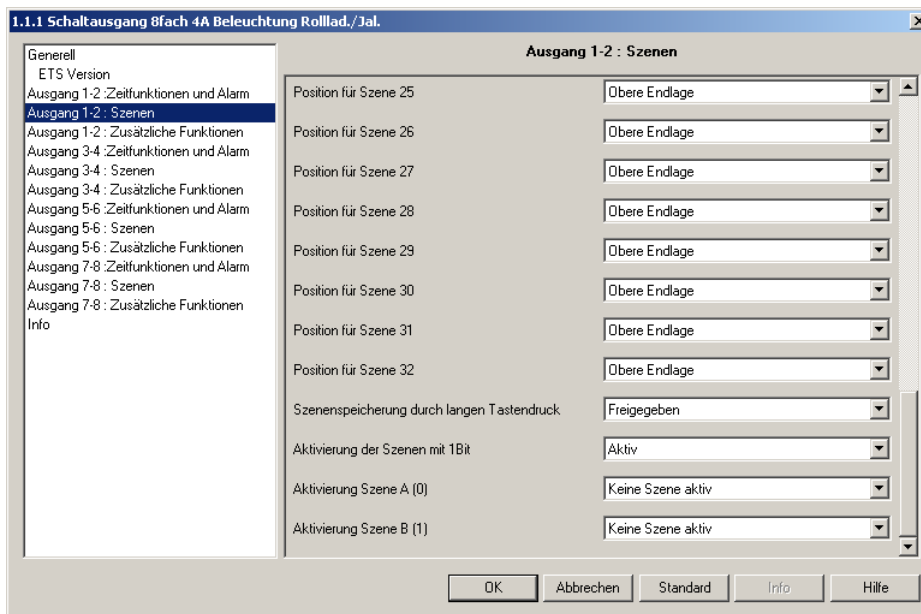 1.1.1 Schaltausgang 8fach 4A Beleuchtung Rolllad./Jal.
Generell
ETS Version
Ausgang 1-2 :Zeitfunktionen und Alarm
Ausgang 1-2 : Szenen
Ausgang 1-2 : Zusätzliche Funktionen
Ausgang 3-4 :Zeitfunktionen und Alarm
Ausgang 3-4 : Szenen
Ausgang 3-4 : Zusätzliche Funktionen
Ausgang 5-6 :Zeitfunktionen und Alarm
Ausgang 5-6 : Szenen
Ausgang 5-6 : Zusätzliche Funktionen
Ausgang 7-8 :Zeitfunktionen und Alarm
Ausgang 7-8 : Szenen
Ausgang 7-8 : Zusätzliche Funktionen
Info
Ausgang 1-2 : Szenen
Position für Szene 25 Obere Endlage
Position für Szene 26 Obere Endlage
Position für Szene 27 Obere Endlage
Position für Szene 28 Obere Endlage
Position für Szene 29 Obere Endlage
Position für Szene 30 Obere Endlage
Position für Szene 31 Obere Endlage
Position für Szene 32 Obere Endlage
Szenenspeicherung durch langen Tastendruck Freigegeben
Aktivierung der Szenen mit 1Bit Aktiv
Aktivierung Szene A (0) Keine Szene aktiv
Aktivierung Szene B (1) Keine Szene aktiv
OK Abbrechen Standard Info Hilfe